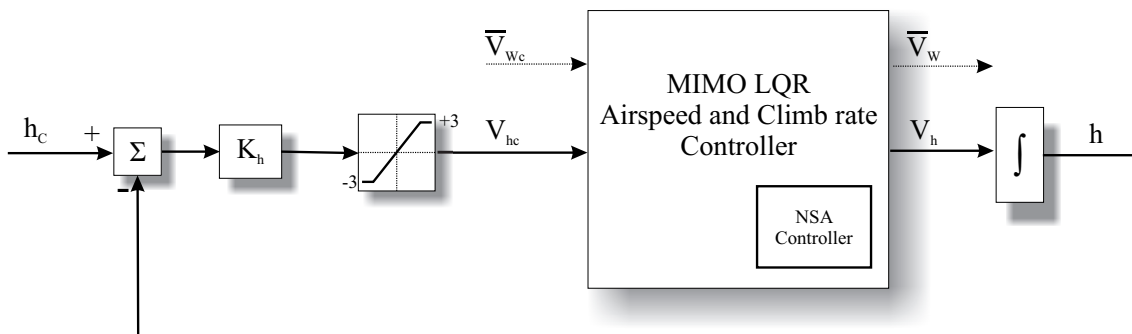 h_C
+
Σ
-
K_h
+3
-3
V_hc
V̅_Wc
MIMO LQR
Airspeed and Climb rate
Controller
NSA
Controller
V̅_W
V_h
∫
h